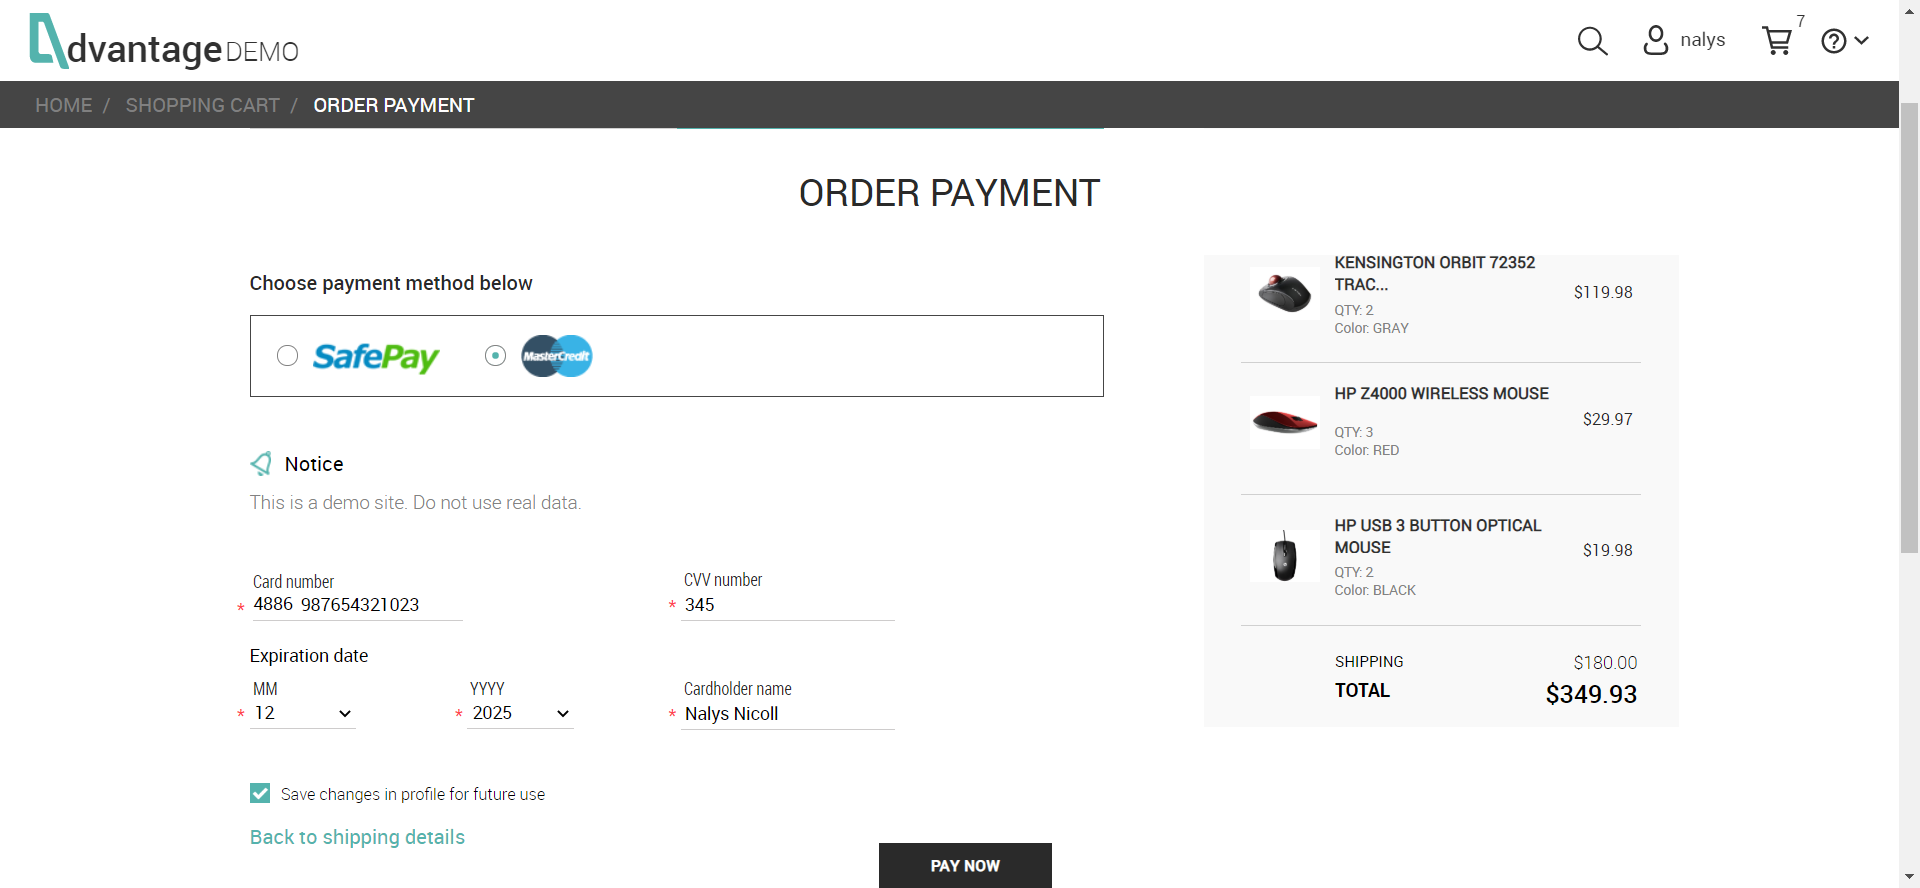 dvantage DEMO
nalys
7
HOME / SHOPPING CART / ORDER PAYMENT
ORDER PAYMENT
Choose payment method below
SafePay
MasterCredit
Notice
This is a demo site. Do not use real data.
Card number
* 4886 987654321023
CVV number
* 345
Expiration date
MM
* 12
YYYY
* 2025
Cardholder name
* Nalys Nicoll
Save changes in profile for future use
Back to shipping details
PAY NOW
KENSINGTON ORBIT 72352
TRAC...
$119.98
QTY: 2
Color: GRAY
HP Z4000 WIRELESS MOUSE
$29.97
QTY: 3
Color: RED
HP USB 3 BUTTON OPTICAL
MOUSE
$19.98
QTY: 2
Color: BLACK
SHIPPING $180.00
TOTAL $349.93